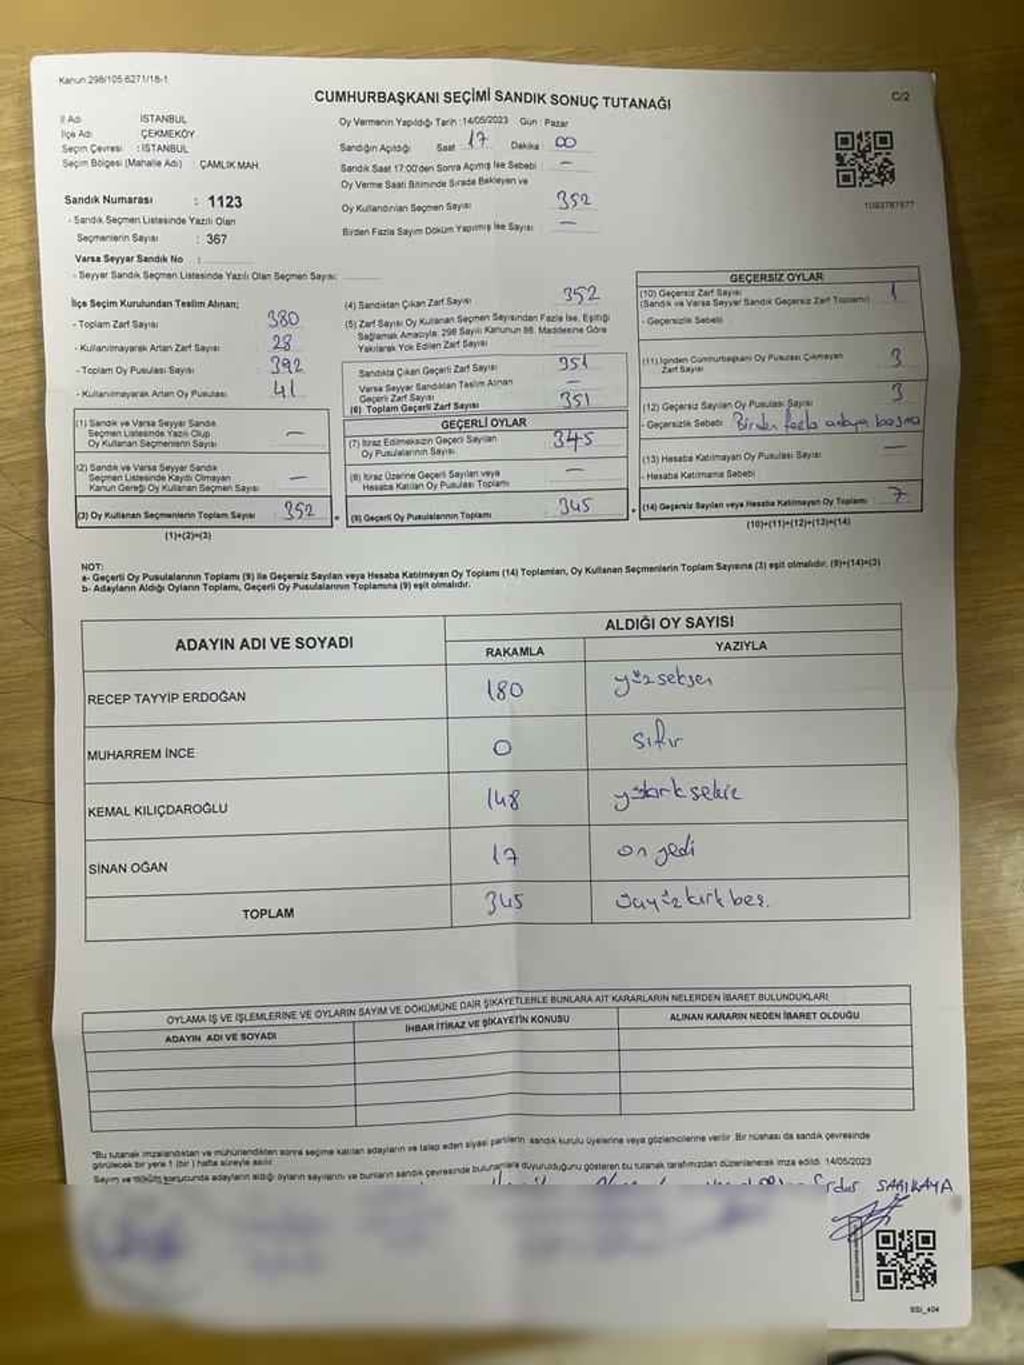 Kanun 298/105 6271/18-1
CUMHURBAŞKANI SEÇİMİ SANDIK SONUÇ TUTANAĞI
C/2
İl Adı İSTANBUL
İlçe Adı ÇEKMEKÖY
Seçim Çevresi : İSTANBUL
Seçim Bölgesi (Mahalle Adı) : ÇAMLIK MAH.
Sandık Numarası : 1123
- Sandık Seçmen Listesinde Yazılı Olan
Seçmenlerin Sayısı : 367
Varsa Seyyar Sandık No :
- Seyyar Sandık Seçmen Listesinde Yazılı Olan Seçmen Sayısı:
Oy Vermenin Yapıldığı Tarih : 14/05/2023 Gün : Pazar
Sandığın Açıldığı Saat 17 Dakika : 00
Sandık Saat 17:00'den Sonra Açılmış İse Sebebi : —
Oy Verme Saati Bitiminde Sırada Bekleyen ve
Oy Kullandırılan Seçmen Sayısı 352
Birden Fazla Sayım Döküm Yapılmış İse Sayısı —
1093787977
İlçe Seçim Kurulundan Teslim Alınan;
- Toplam Zarf Sayısı 380
- Kullanılmayarak Artan Zarf Sayısı 28
- Toplam Oy Pusulası Sayısı 392
- Kullanılmayarak Artan Oy Pusulası 41
(1) Sandık ve Varsa Seyyar Sandık
Seçmen Listesinde Yazılı Olup
Oy Kullanan Seçmenlerin Sayısı —
(2) Sandık ve Varsa Seyyar Sandık
Seçmen Listesinde Kaydı Olmayan
Kanun Gereği Oy Kullanan Seçmen Sayısı —
(3) Oy Kullanan Seçmenlerin Toplam Sayısı 352
(1)+(2)=(3)
(4) Sandıktan Çıkan Zarf Sayısı 352
(5) Zarf Sayısı Oy Kullanan Seçmen Sayısından Fazla İse, Eşitliği
Sağlamak Amacıyla, 298 Sayılı Kanunun 98. Maddesine Göre
Yakılarak Yok Edilen Zarf Sayısı
Sandıkta Çıkan Geçerli Zarf Sayısı 351
Varsa Seyyar Sandıktan Teslim Alınan
Geçerli Zarf Sayısı —
(6) Toplam Geçerli Zarf Sayısı 351
GEÇERLİ OYLAR
(7) İtiraz Edilmeksizin Geçerli Sayılan
Oy Pusulalarının Sayısı 345
(8) İtiraz Üzerine Geçerli Sayılan veya
Hesaba Katılan Oy Pusulası Toplamı —
(9) Geçerli Oy Pusulalarının Toplamı 345
GEÇERSİZ OYLAR
(10) Geçersiz Zarf Sayısı
(Sandık ve Varsa Seyyar Sandık Geçersiz Zarf Toplamı) 1
- Geçersizlik Sebebi
(11) İçinden Cumhurbaşkanı Oy Pusulası Çıkmayan
Zarf Sayısı 3
(12) Geçersiz Sayılan Oy Pusulası Sayısı 3
- Geçersizlik Sebebi Birden fazla adaya basma
(13) Hesaba Katılmayan Oy Pusulası Sayısı —
- Hesaba Katılmama Sebebi
(14) Geçersiz Sayılan veya Hesaba Katılmayan Oy Toplamı 7
(10)+(11)+(12)+(13)=(14)
NOT:
a- Geçerli Oy Pusulalarının Toplamı (9) ile Geçersiz Sayılan veya Hesaba Katılmayan Oy Toplamı (14) Toplamları, Oy Kullanan Seçmenlerin Toplam Sayısına (3) eşit olmalıdır. (9)+(14)=(3)
b- Adayların Aldığı Oyların Toplamı, Geçerli Oy Pusulalarının Toplamına (9) eşit olmalıdır.
ADAYIN ADI VE SOYADI
ALDIĞI OY SAYISI
RAKAMLA YAZIYLA
RECEP TAYYİP ERDOĞAN 180 yüzseksen
MUHARREM İNCE 0 sıfır
KEMAL KILIÇDAROĞLU 148 yüzkırksekiz
SİNAN OĞAN 17 on yedi
TOPLAM 345 üçyüzkırkbeş.
OYLAMA İŞ VE İŞLEMLERİNE VE OYLARIN SAYIM VE DÖKÜMÜNE DAİR ŞİKAYETLERLE BUNLARA AİT KARARLARIN NELERDEN İBARET BULUNDUKLARI
ADAYIN ADI VE SOYADI İHBAR İTİRAZ VE ŞİKAYETİN KONUSU ALINAN KARARIN NEDEN İBARET OLDUĞU
*Bu tutanak imzalandıktan ve mühürlendikten sonra seçime katılan adayların ve talep eden siyasi partilerin sandık kurulu üyelerine veya gözlemcilerine verilir. Bir nüshası da sandık çevresinde
görülecek bir yere 1 (bir) hafta süreyle asılır.
Sayım ve döküm sonucunda adayların aldığı oyların sayılarını ve bunların sandık çevresinde bulunanlara duyurulduğunu gösteren bu tutanak tarafımızdan düzenlenerek imza edildi. 14/05/2023
SARIKAYA